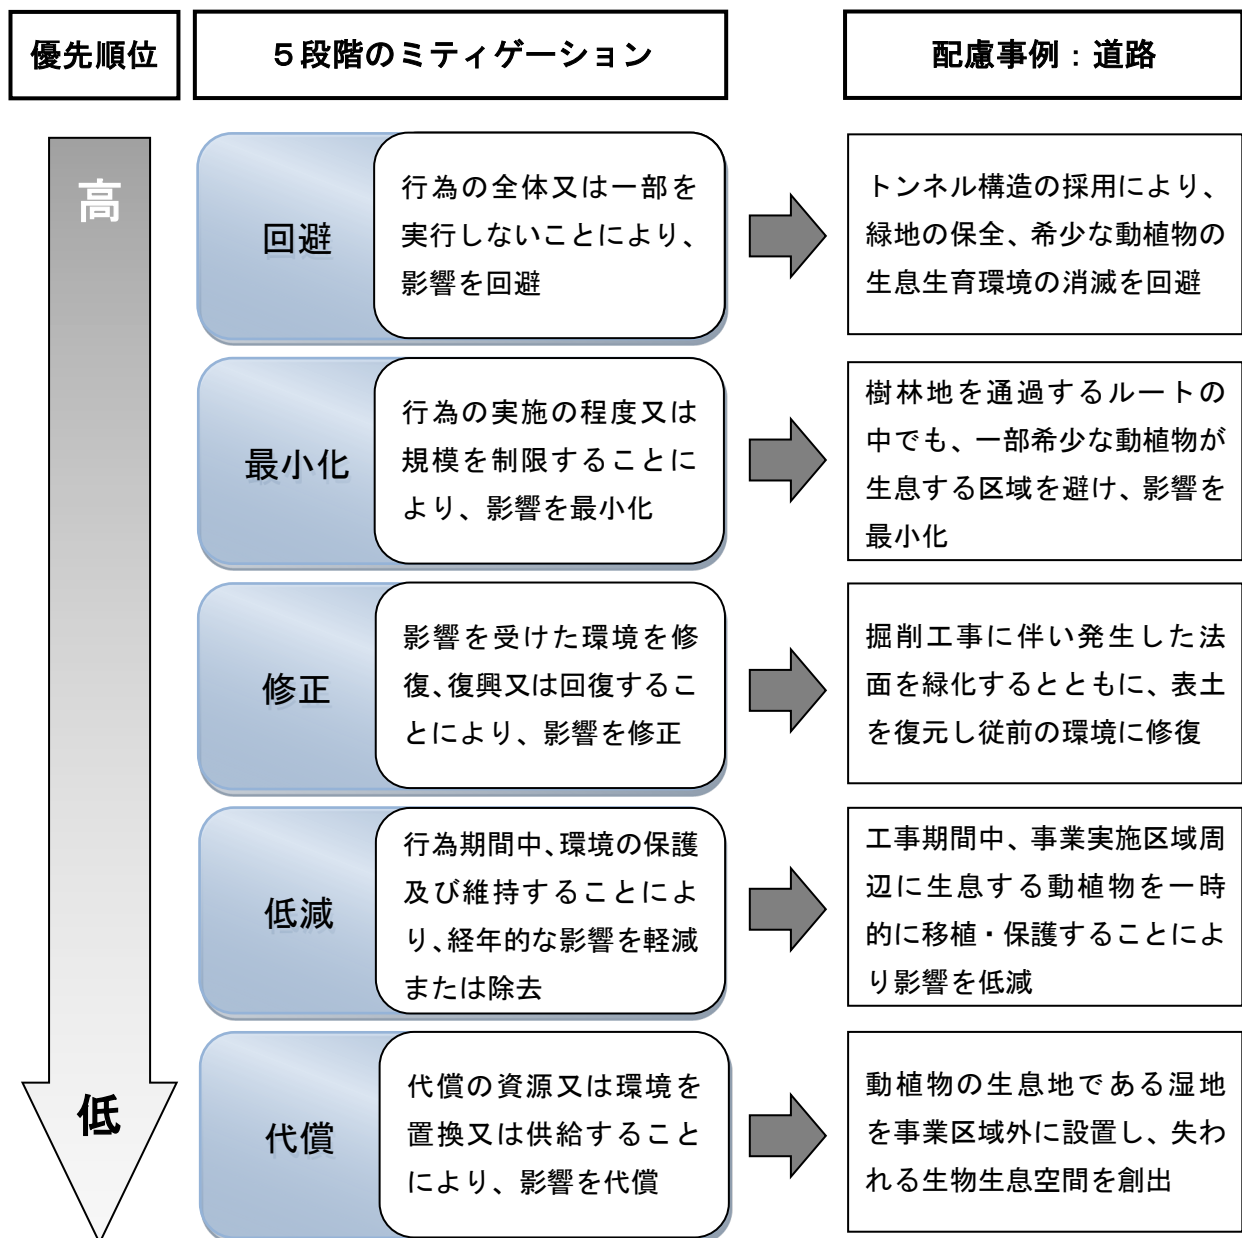 優先順位
５段階のミティゲーション
配慮事例：道路
高
回避
行為の全体又は一部を
実行しないことにより、
影響を回避
トンネル構造の採用により、
緑地の保全、希少な動植物の
生息生育環境の消滅を回避
最小化
行為の実施の程度又は
規模を制限することに
より、影響を最小化
樹林地を通過するルートの
中でも、一部希少な動植物が
生息する区域を避け、影響を
最小化
修正
影響を受けた環境を修
復、復興又は回復するこ
とにより、影響を修正
掘削工事に伴い発生した法
面を緑化するとともに、表土
を復元し従前の環境に修復
低減
行為期間中、環境の保護
及び維持することによ
り、経年的な影響を軽減
または除去
工事期間中、事業実施区域周
辺に生息する動植物を一時
的に移植・保護することによ
り影響を低減
低
代償
代償の資源又は環境を
置換又は供給すること
により、影響を代償
動植物の生息地である湿地
を事業区域外に設置し、失わ
れる生物生息空間を創出